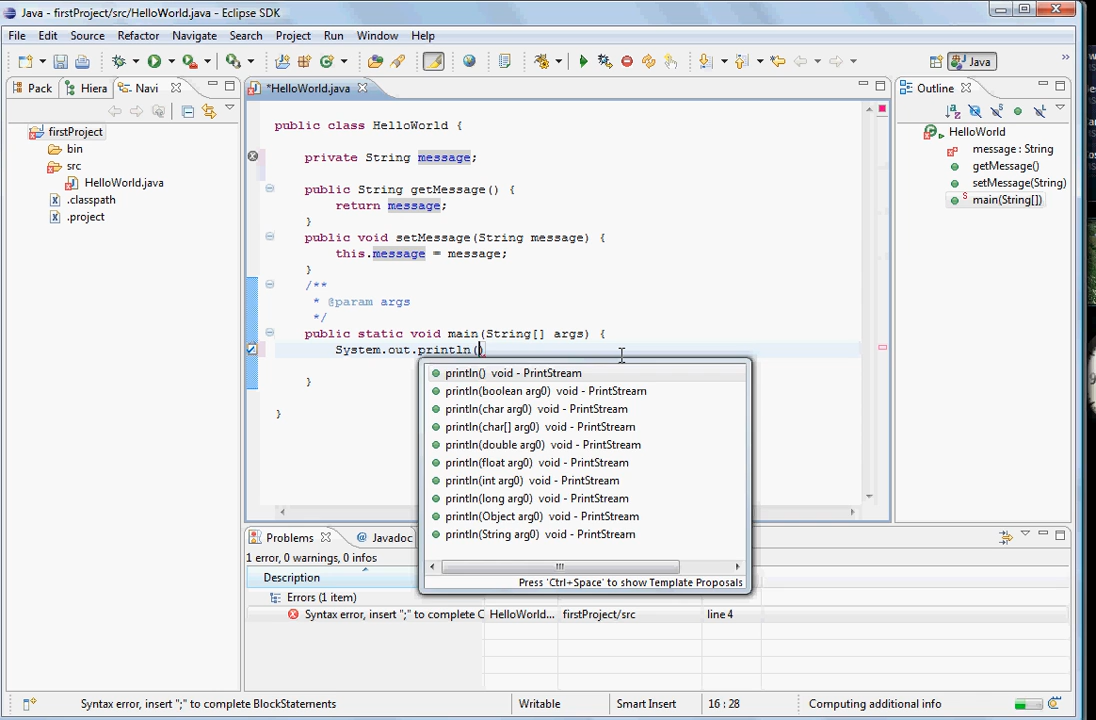 Java - firstProject/src/HelloWorld.java - Eclipse SDK
File Edit Source Refactor Navigate Search Project Run Window Help
Java
Pack Hiera Navi
firstProject
bin
src
HelloWorld.java
.classpath
.project
*HelloWorld.java
public class HelloWorld {
private String message;
public String getMessage() {
return message;
}
public void setMessage(String message) {
this.message = message;
}
/**
* @param args
*/
public static void main(String[] args) {
System.out.println()
}
}
println() void - PrintStream
println(boolean arg0) void - PrintStream
println(char arg0) void - PrintStream
println(char[] arg0) void - PrintStream
println(double arg0) void - PrintStream
println(float arg0) void - PrintStream
println(int arg0) void - PrintStream
println(long arg0) void - PrintStream
println(Object arg0) void - PrintStream
println(String arg0) void - PrintStream
Press 'Ctrl+Space' to show Template Proposals
Outline
HelloWorld
message : String
getMessage()
setMessage(String)
main(String[])
Problems Javadoc
1 error, 0 warnings, 0 infos
Description
Errors (1 item)
Syntax error, insert ";" to complete C HelloWorld... firstProject/src line 4
Syntax error, insert ";" to complete BlockStatements Writable Smart Insert 16 : 28 Computing additional info